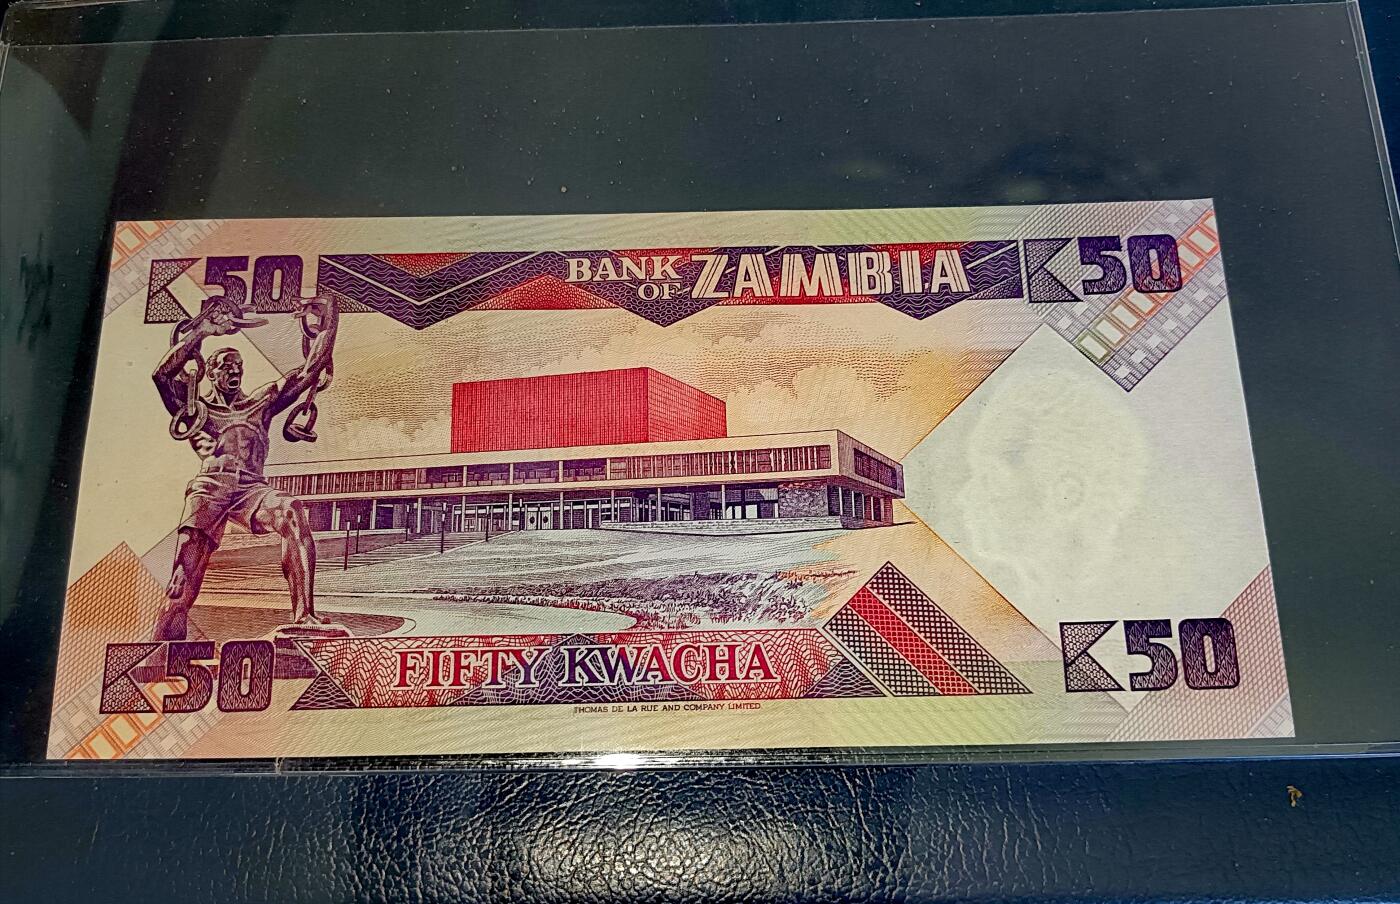 K50
BANK OF ZAMBIA
K50
FIFTY KWACHA
K50
K50
THOMAS DE LA RUE AND COMPANY LIMITED